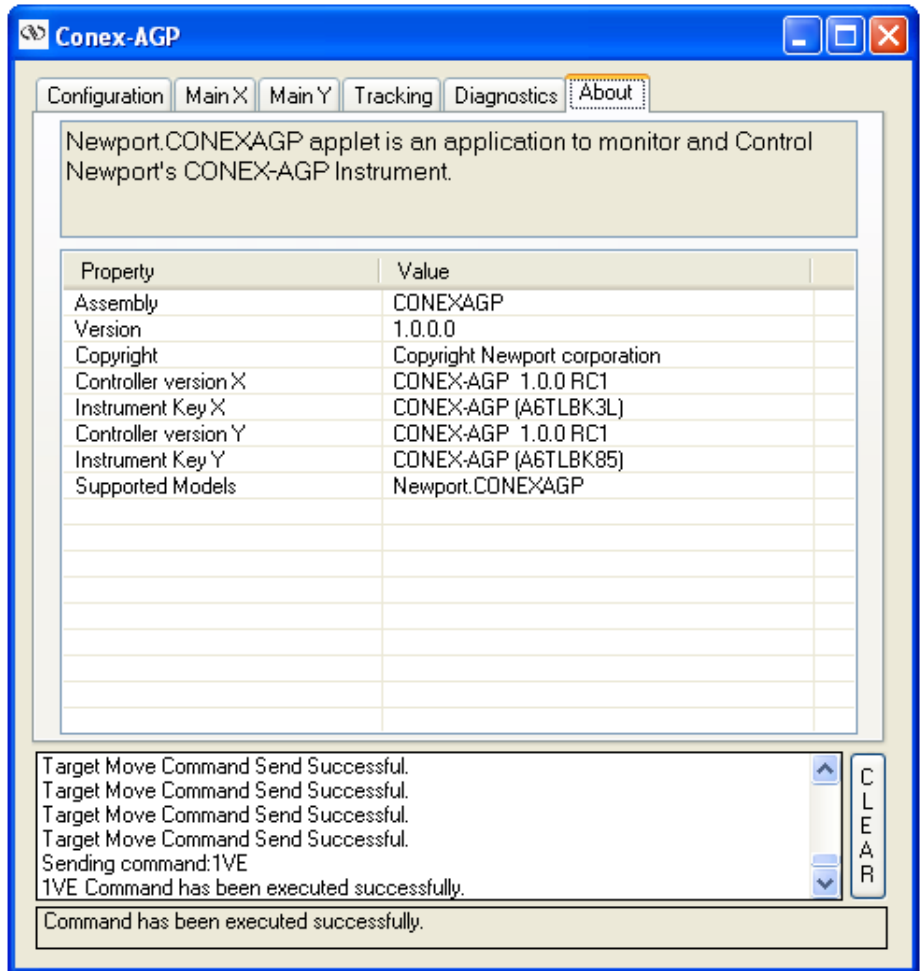 Conex-AGP
Configuration Main X Main Y Tracking Diagnostics About
Newport.CONEXAGP applet is an application to monitor and Control
Newport's CONEX-AGP Instrument.
Property Value
Assembly CONEXAGP
Version 1.0.0.0
Copyright Copyright Newport corporation
Controller version X CONEX-AGP 1.0.0 RC1
Instrument Key X CONEX-AGP (A6TLBK3L)
Controller version Y CONEX-AGP 1.0.0 RC1
Instrument Key Y CONEX-AGP (A6TLBK85)
Supported Models Newport.CONEXAGP
Target Move Command Send Successful.
Target Move Command Send Successful.
Target Move Command Send Successful.
Target Move Command Send Successful.
Sending command:1VE
1VE Command has been executed successfully.
CLEAR
Command has been executed successfully.